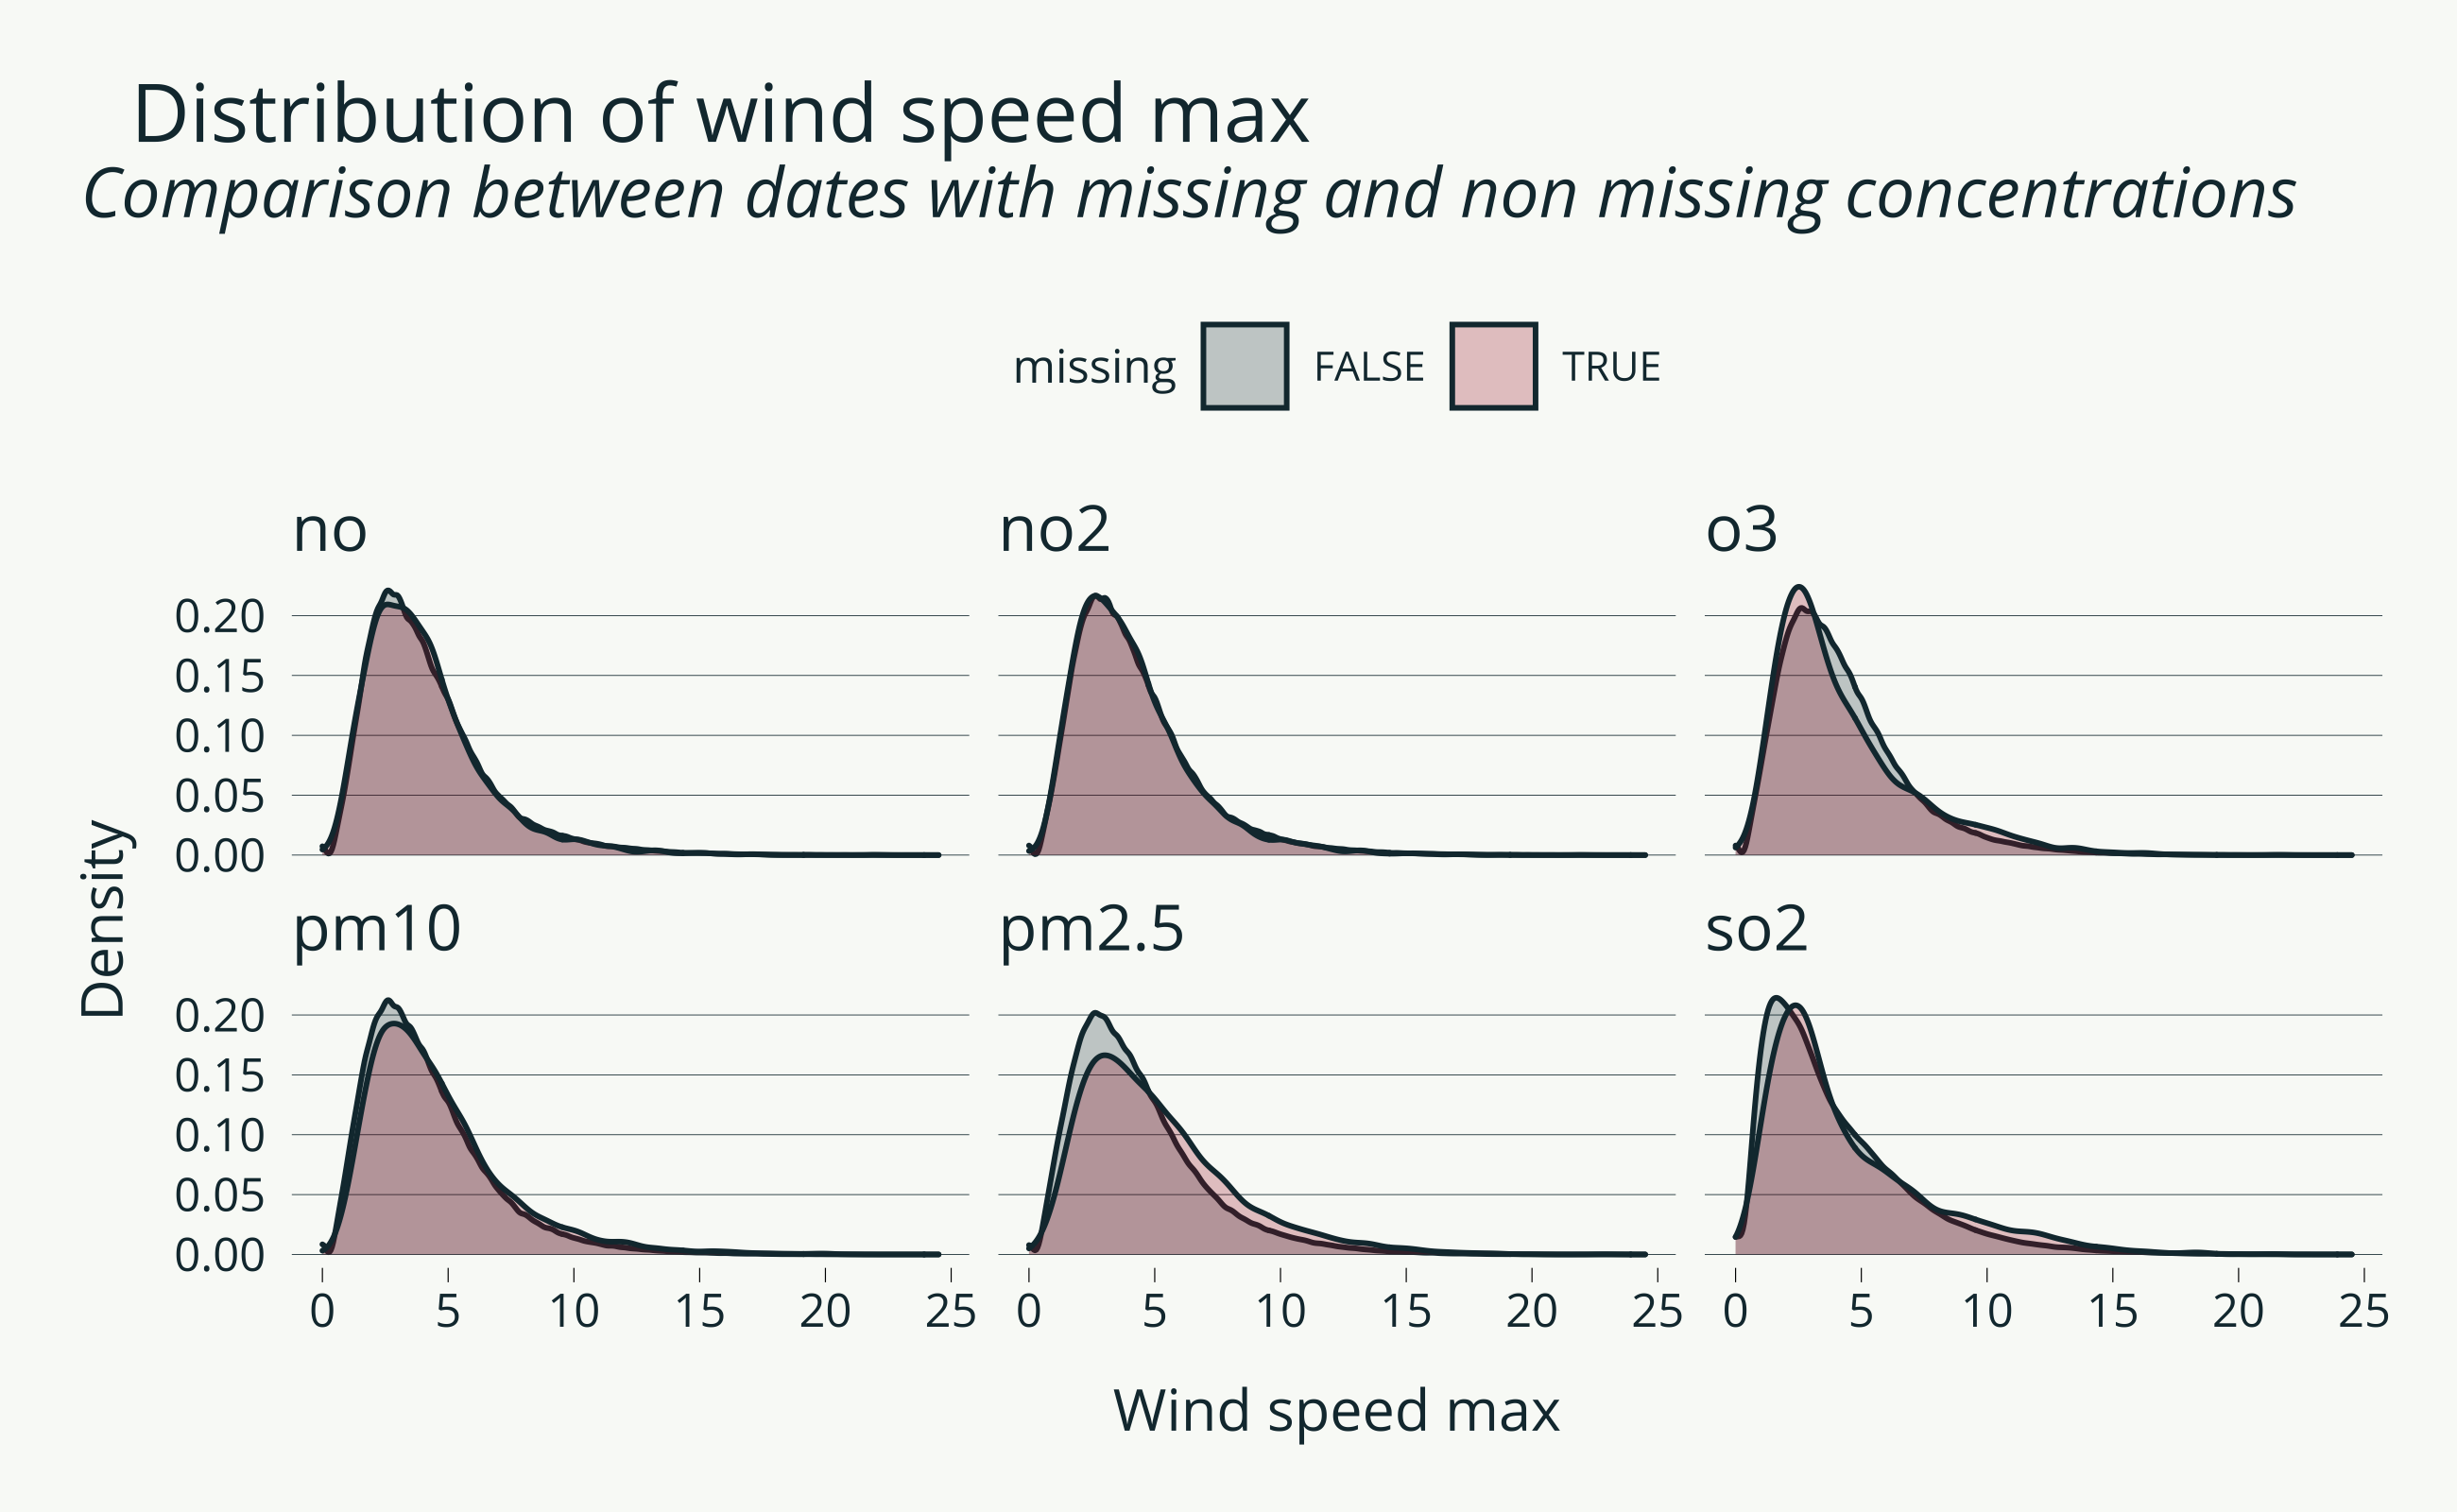 Distribution of wind speed max
Comparison between dates with missing and non missing concentrations
missing FALSE TRUE
no no2 o3
0.20
0.15
0.10
0.05
0.00
Density
pm10 pm2.5 so2
0.20
0.15
0.10
0.05
0.00
0 5 10 15 20 25 0 5 10 15 20 25 0 5 10 15 20 25
Wind speed max